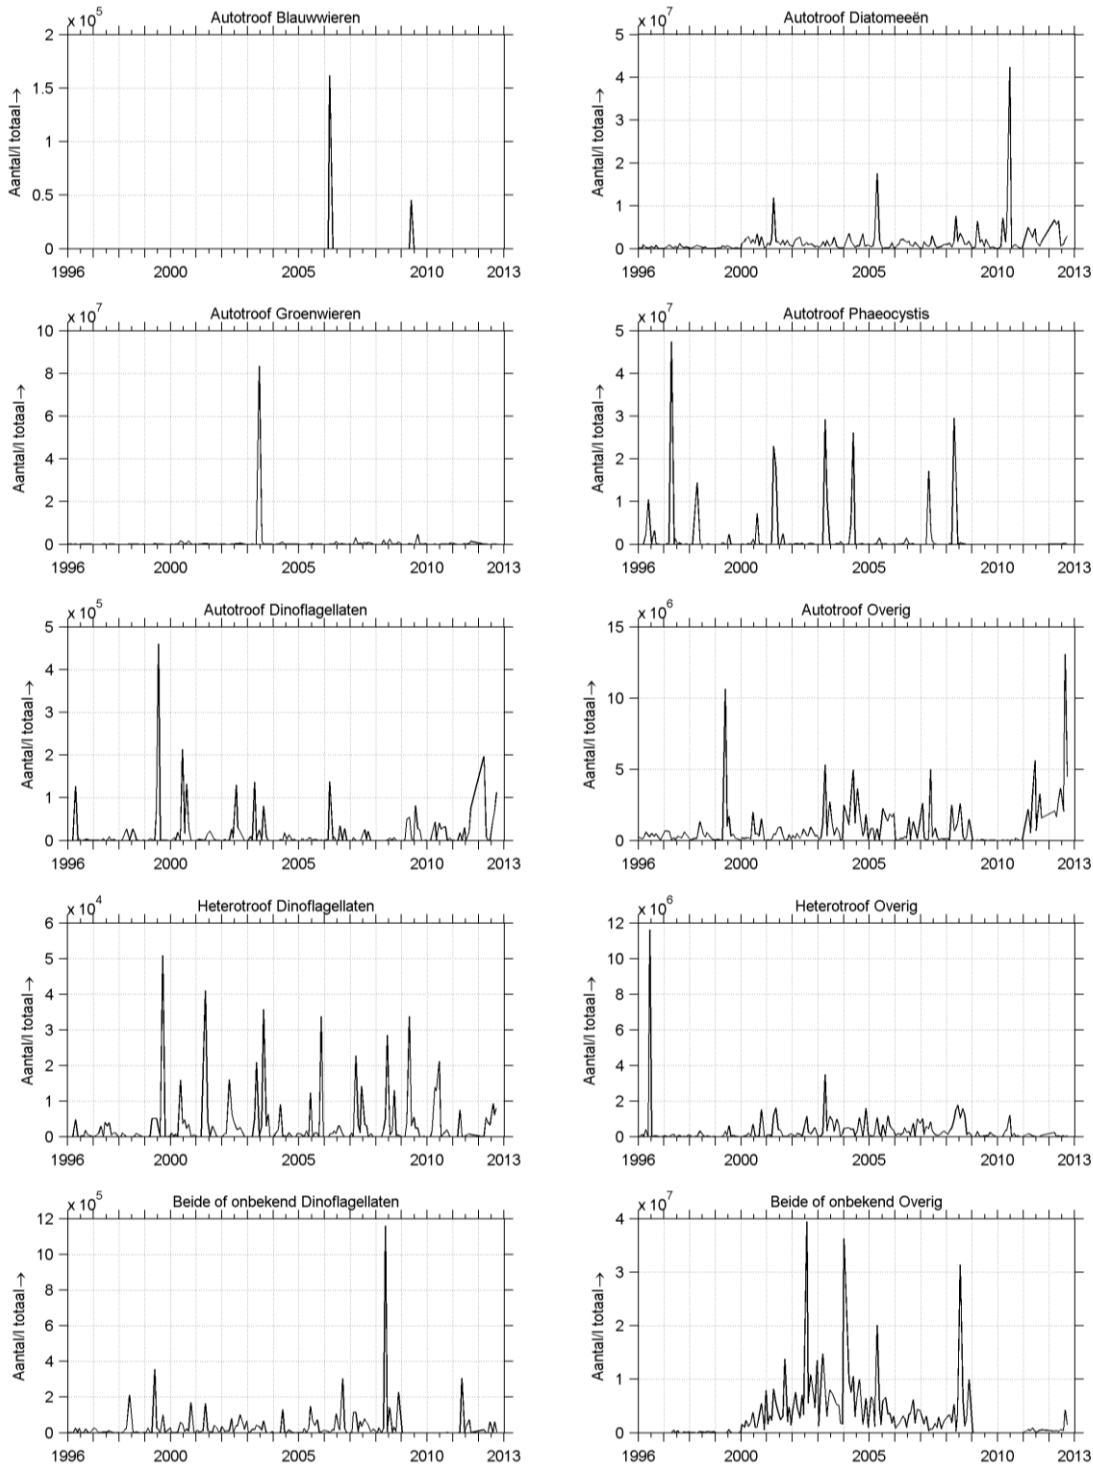 Autotroof Blauwwieren
x 10^5
Aantal/l totaal→
2
1.5
1
0.5
0
1996 2000 2005 2010 2013
Autotroof Diatomeeën
x 10^7
Aantal/l totaal→
5
4
3
2
1
0
1996 2000 2005 2010 2013
Autotroof Groenwieren
x 10^7
Aantal/l totaal→
10
8
6
4
2
0
1996 2000 2005 2010 2013
Autotroof Phaeocystis
x 10^7
Aantal/l totaal→
5
4
3
2
1
0
1996 2000 2005 2010 2013
Autotroof Dinoflagellaten
x 10^5
Aantal/l totaal→
5
4
3
2
1
0
1996 2000 2005 2010 2013
Autotroof Overig
x 10^6
Aantal/l totaal→
15
10
5
0
1996 2000 2005 2010 2013
Heterotroof Dinoflagellaten
x 10^4
Aantal/l totaal→
6
5
4
3
2
1
0
1996 2000 2005 2010 2013
Heterotroof Overig
x 10^6
Aantal/l totaal→
12
10
8
6
4
2
0
1996 2000 2005 2010 2013
Beide of onbekend Dinoflagellaten
x 10^5
Aantal/l totaal→
12
10
8
6
4
2
0
1996 2000 2005 2010 2013
Beide of onbekend Overig
x 10^7
Aantal/l totaal→
4
3
2
1
0
1996 2000 2005 2010 2013